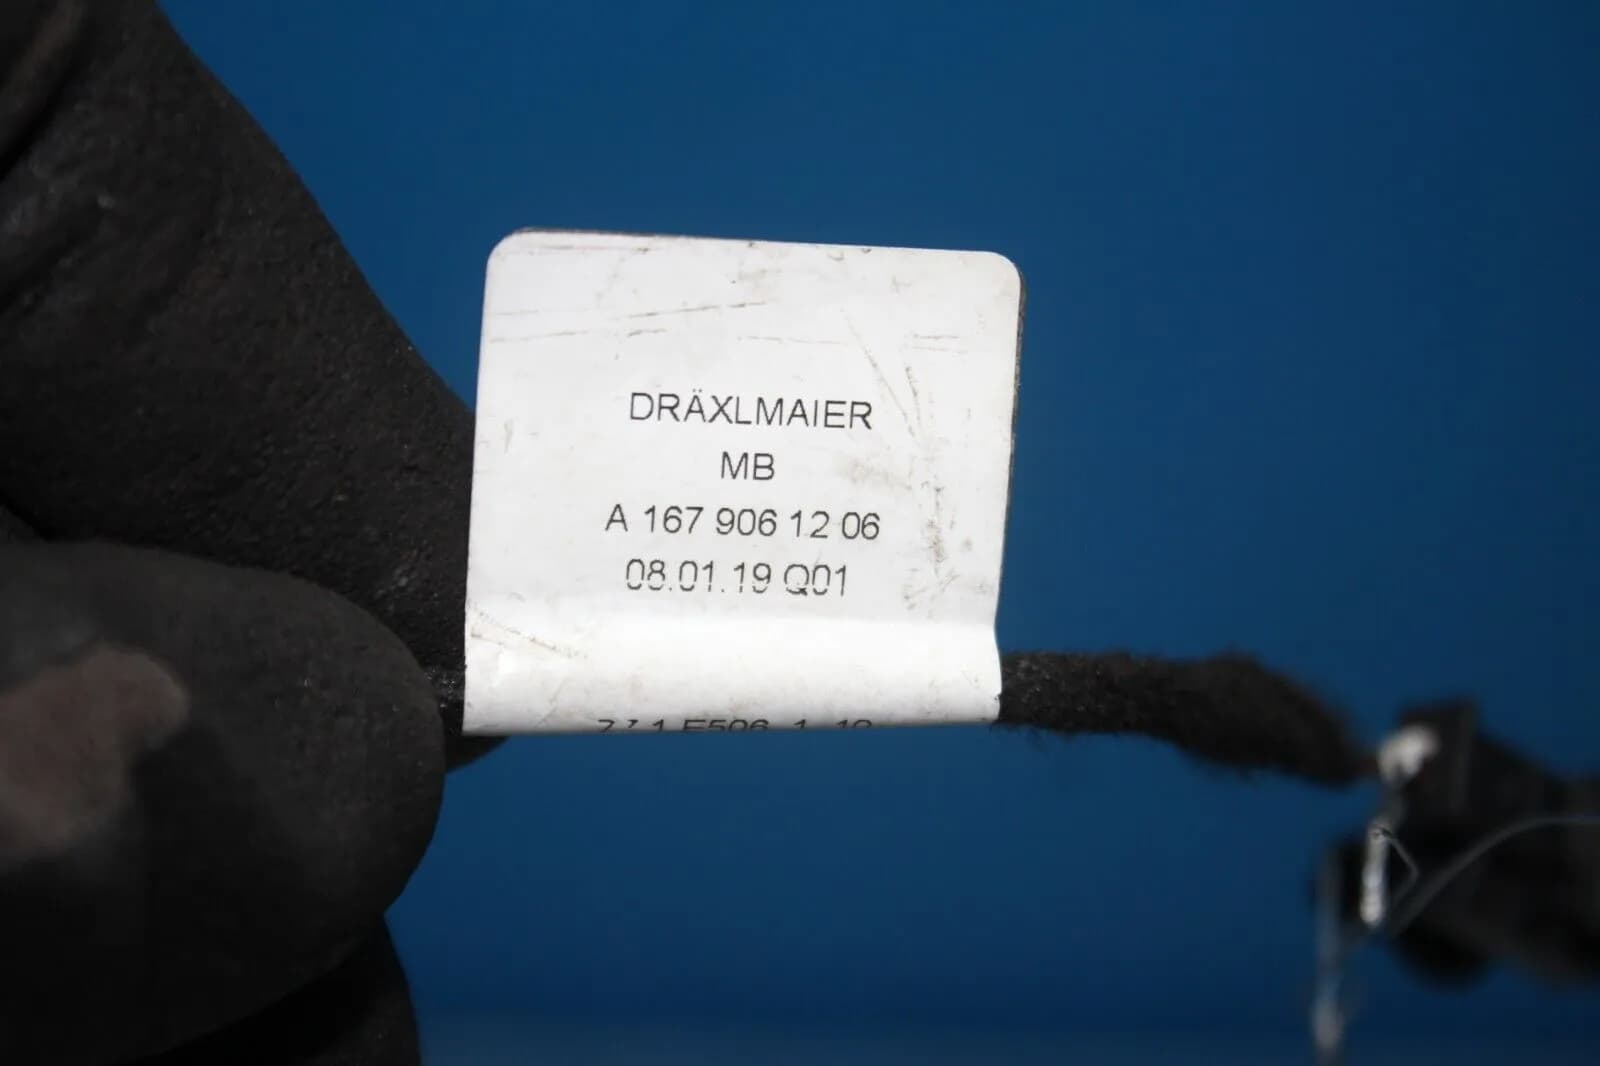 DRÄXLMAIER
MB
A 167 906 12 06
08.01.19 Q01